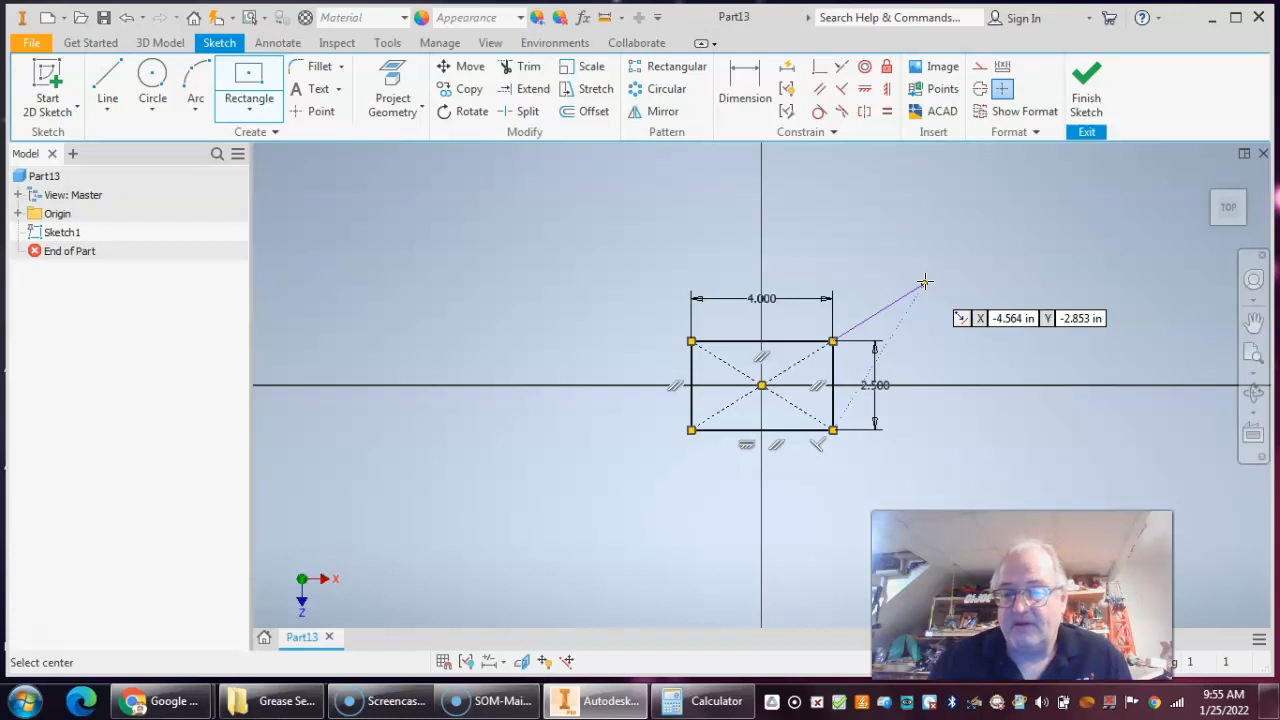 Material
Appearance
fx
Part13
Search Help & Commands...
Sign In
File
Get Started
3D Model
Sketch
Annotate
Inspect
Tools
Manage
View
Environments
Collaborate
Start
2D Sketch
Line
Circle
Arc
Rectangle
Fillet
Text
Point
Project
Geometry
Move
Copy
Rotate
Trim
Extend
Split
Scale
Stretch
Offset
Rectangular
Circular
Mirror
Dimension
Image
Points
ACAD
Show Format
Finish
Sketch
Sketch
Create
Modify
Pattern
Constrain
Insert
Format
Exit
Model
Part13
View: Master
Origin
Sketch1
End of Part
TOP
4.000
X -4.564 in Y -2.853 in
2.500
X
Z
Part13
Select center
1 1
Google ...
Grease Se...
Screencas...
SOM-Mai...
Autodesk...
Calculator
9:55 AM
1/25/2022